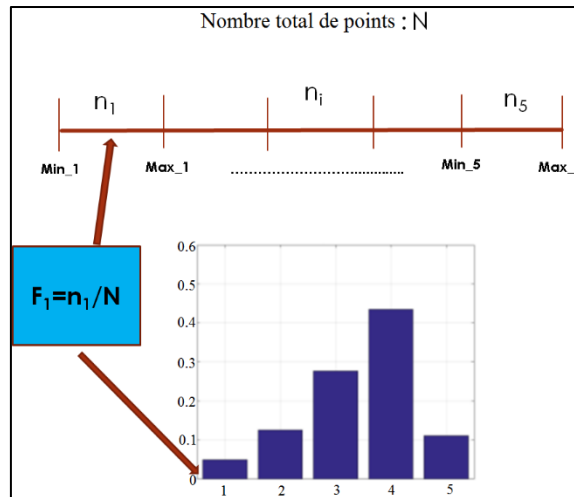 Nombre total de points : N
n1 ni n5
Min_1 Max_1 ........................................ Min_5 Max_
F1=n1/N
0.6
0.5
0.4
0.3
0.2
0.1
0
1 2 3 4 5